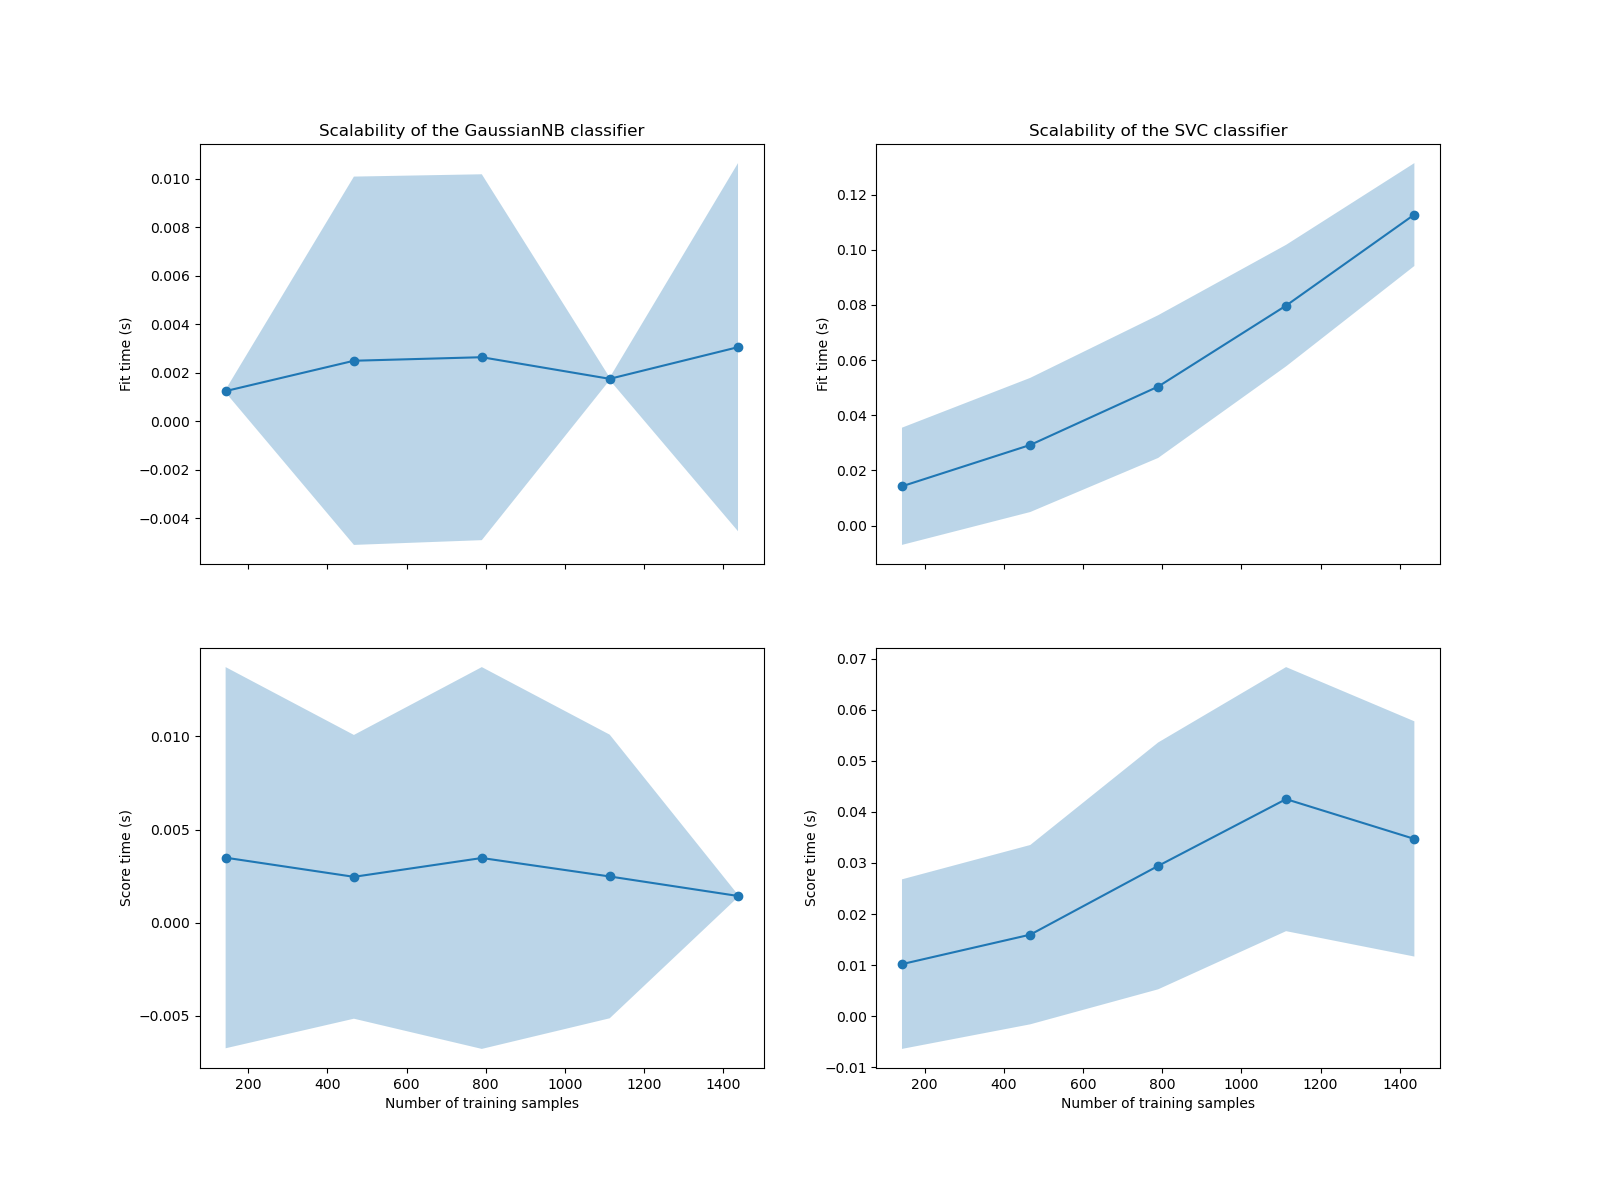 Scalability of the GaussianNB classifier
Scalability of the SVC classifier
0.010
0.008
0.006
0.004
0.002
0.000
−0.002
−0.004
Fit time (s)
0.12
0.10
0.08
0.06
0.04
0.02
0.00
Fit time (s)
0.010
0.005
0.000
−0.005
Score time (s)
200 400 600 800 1000 1200 1400
Number of training samples
0.07
0.06
0.05
0.04
0.03
0.02
0.01
0.00
−0.01
Score time (s)
200 400 600 800 1000 1200 1400
Number of training samples